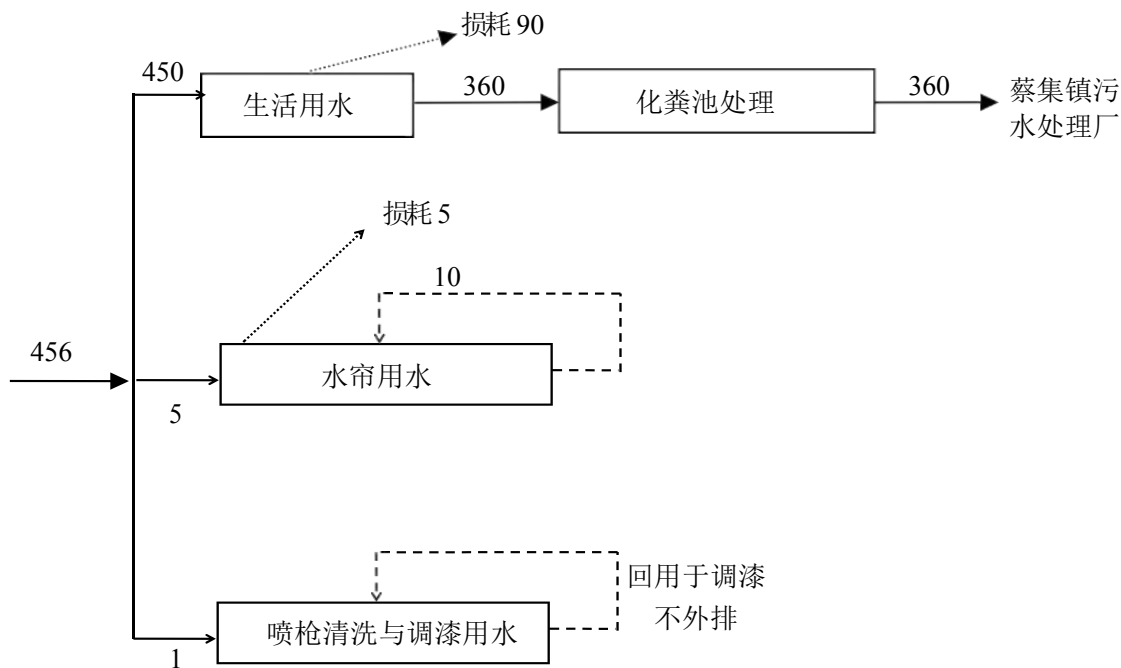 损耗 90
450
生活用水
360
化粪池处理
360
蔡集镇污
水处理厂
损耗 5
10
456
水帘用水
5
回用于调漆
不外排
喷枪清洗与调漆用水
1